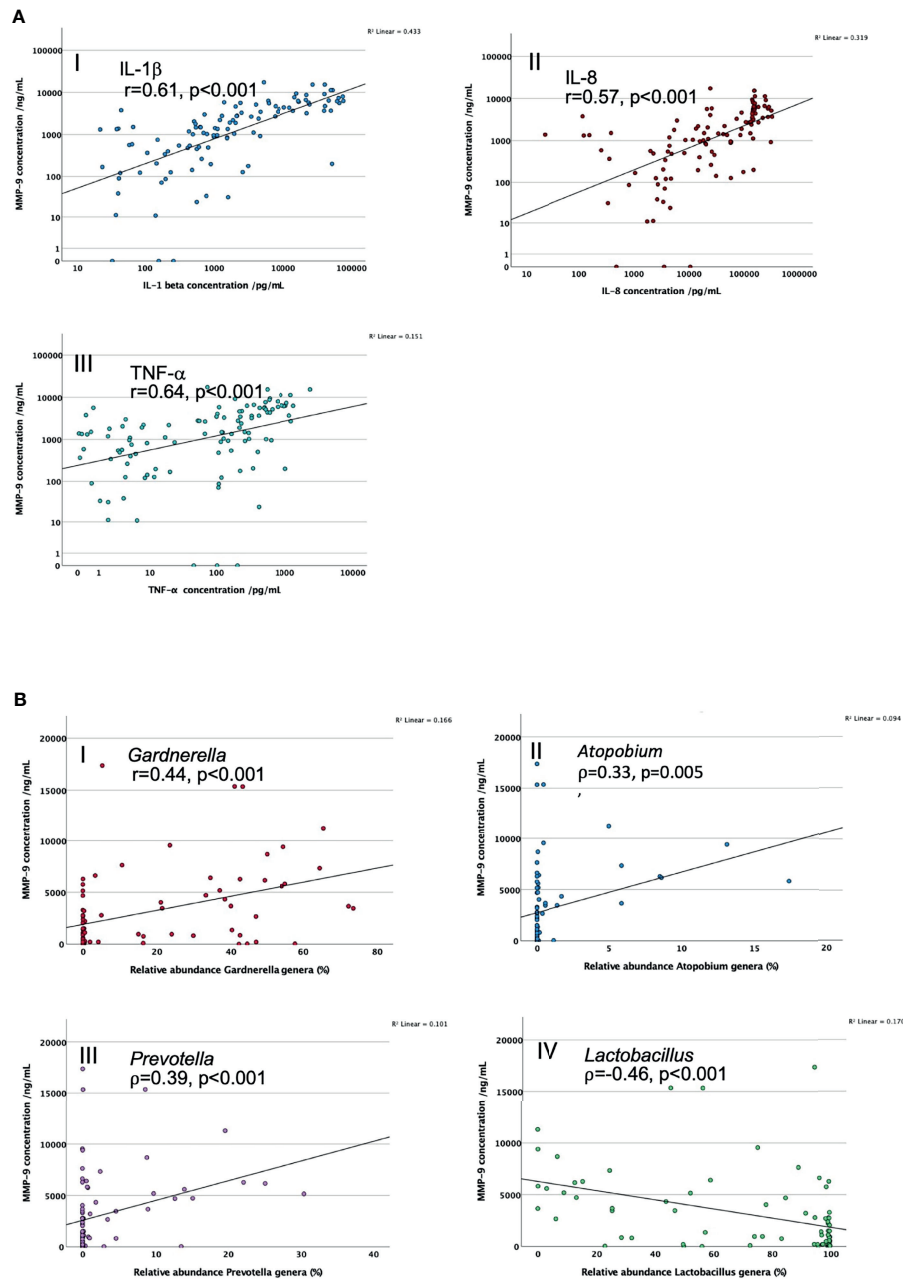 A
R² Linear = 0.433
I
IL-1β
r=0.61, p<0.001
MMP-9 concentration /ng/mL
100000
10000
1000
100
10
1
0
10 100 1000 10000 100000
IL-1 beta concentration /pg/mL
R² Linear = 0.319
II
IL-8
r=0.57, p<0.001
MMP-9 concentration /ng/mL
100000
10000
1000
100
10
1
0
10 100 1000 10000 100000 1000000
IL-8 concentration /pg/mL
R² Linear = 0.151
III
TNF-α
r=0.64, p<0.001
MMP-9 concentration /ng/mL
100000
10000
1000
100
10
1
0
0 1 10 100 1000 10000
TNF-α concentration /pg/mL
B
R² Linear = 0.166
I
Gardnerella
r=0.44, p<0.001
MMP-9 concentration /ng/mL
20000
15000
10000
5000
0
0 20 40 60 80
Relative abundance Gardnerella genera (%)
R² Linear = 0.094
II
Atopobium
ρ=0.33, p=0.005
,
MMP-9 concentration /ng/mL
20000
15000
10000
5000
0
0 5 10 15 20
Relative abundance Atopobium genera (%)
R² Linear = 0.101
III
Prevotella
ρ=0.39, p<0.001
MMP-9 concentration /ng/mL
20000
15000
10000
5000
0
0 10 20 30 40
Relative abundance Prevotella genera (%)
R² Linear = 0.170
IV
Lactobacillus
ρ=-0.46, p<0.001
MMP-9 concentration /ng/mL
20000
15000
10000
5000
0
0 20 40 60 80 100
Relative abundance Lactobacillus genera (%)